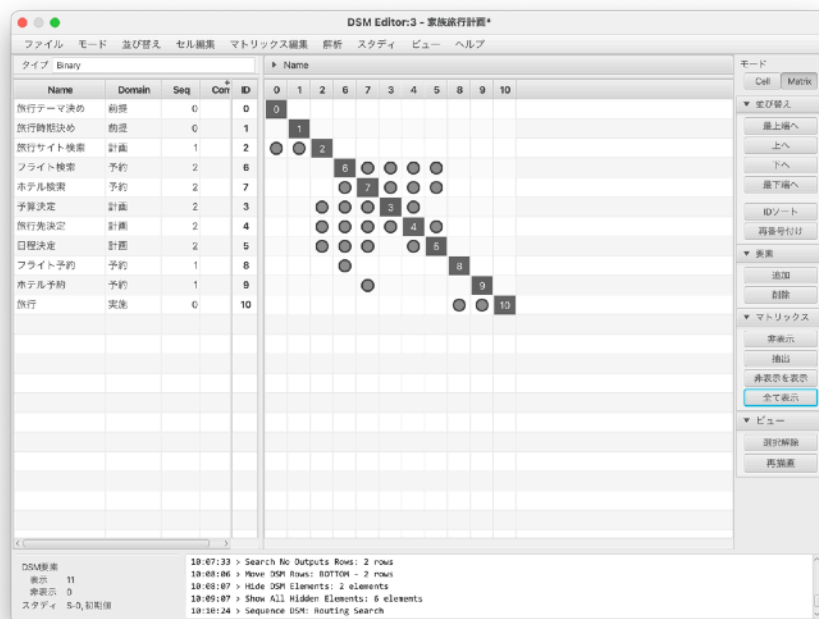 DSM Editor:3 - 家族旅行計画*
ファイル モード 並び替え セル編集 マトリックス編集 解析 スタディ ビュー ヘルプ
タイプ Binary
Name
モード
Cell Matrix
Name Domain Seq Con ID 0 1 2 6 7 3 4 5 8 9 10
旅行テーマ決め 前提 0 0 0
旅行時期決め 前提 0 1 1
旅行サイト検索 計画 1 2 2
フライト検索 予約 2 6 6
ホテル検索 予約 2 7 7
予算決定 計画 2 3 3
旅行先決定 計画 2 4 4
日程決定 計画 2 5 5
フライト予約 予約 1 8 8
ホテル予約 予約 1 9 9
旅行 実施 0 10 10
並び替え
最上端へ
上へ
下へ
最下端へ
IDソート
再番号付け
要素
追加
削除
マトリックス
非表示
抽出
非表示を表示
全て表示
ビュー
選択解除
再描画
DSM要素
表示 11
非表示 0
スタディ S-0, 初期値
10:07:33 > Search No Outputs Rows: 2 rows
10:08:06 > Move DSM Rows: BOTTOM - 2 rows
10:08:07 > Hide DSM Elements: 2 elements
10:09:07 > Show All Hidden Elements: 6 elements
10:10:24 > Sequence DSM: Routing Search